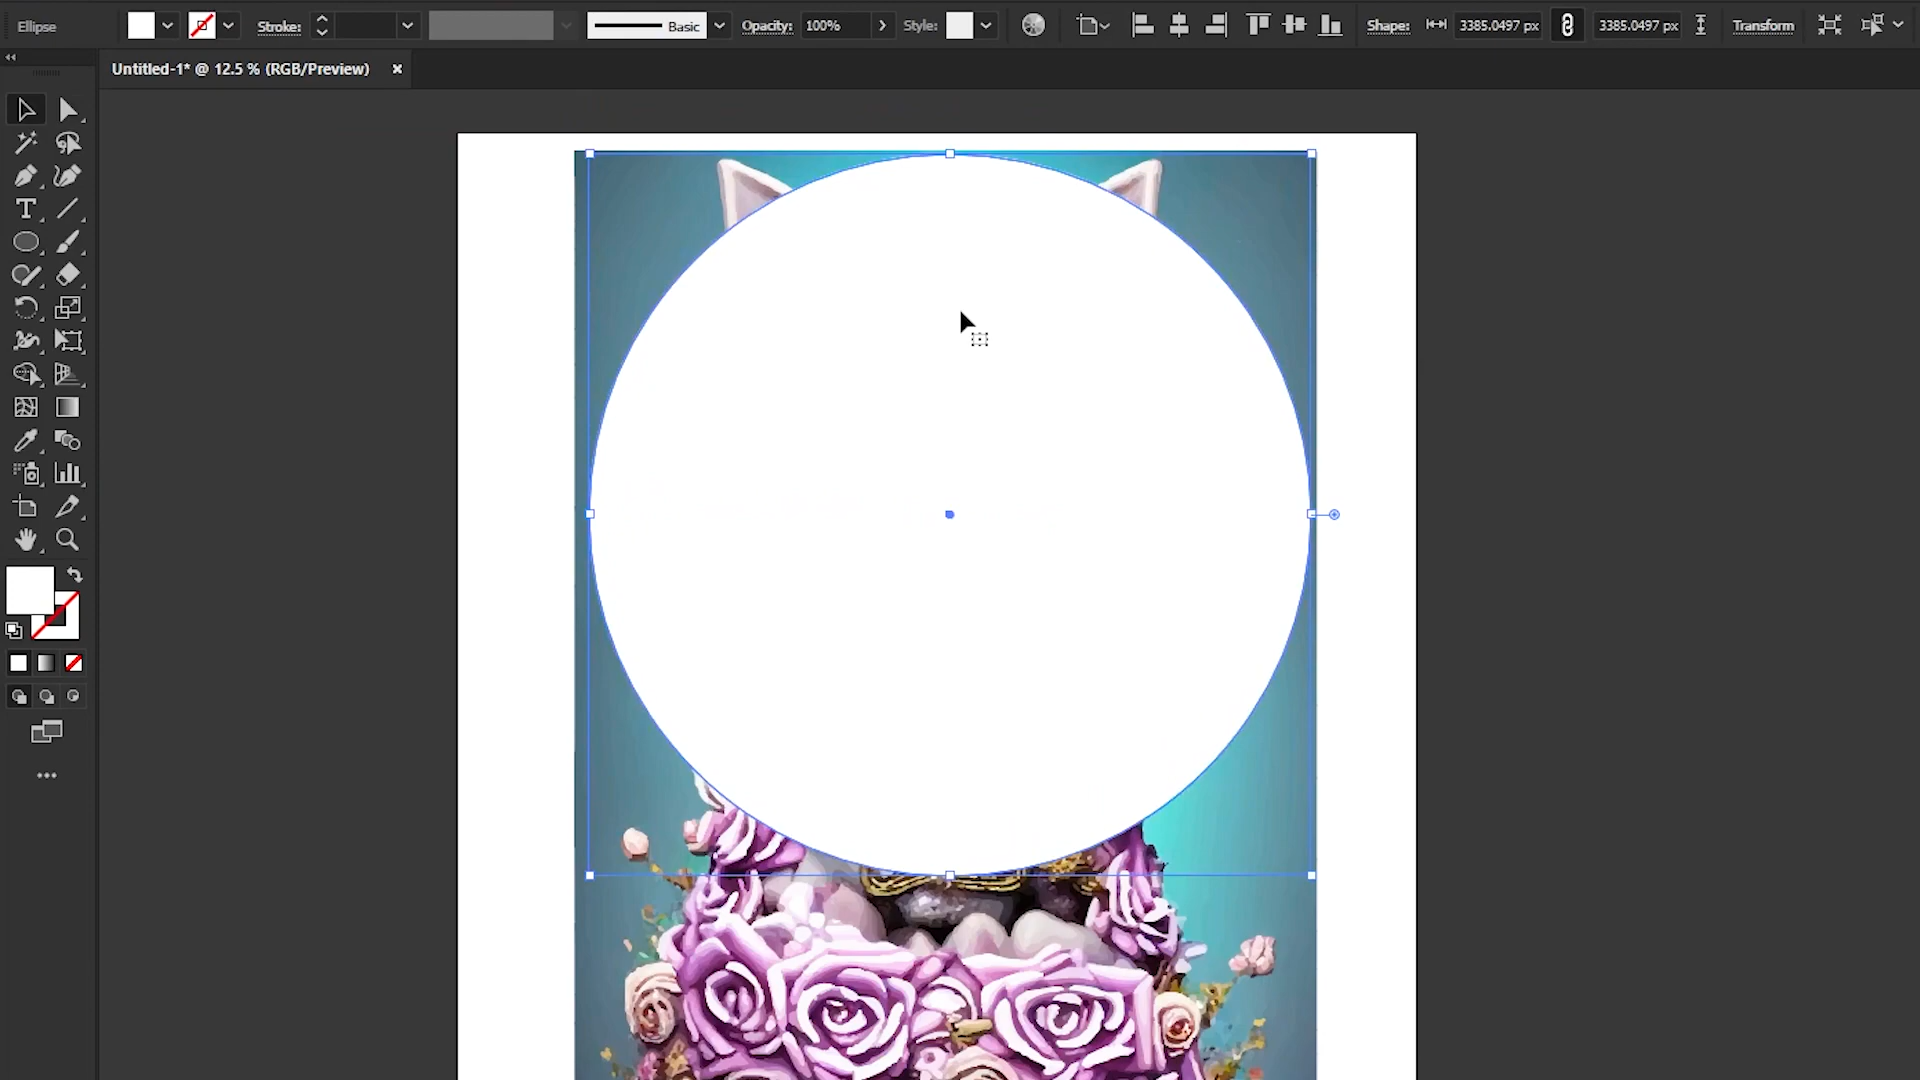 Ellipse Stroke: Basic Opacity: 100% Style: Shape: 3385.0497 px 3385.0497 px Transform
Untitled-1* @ 12.5 % (RGB/Preview) ×